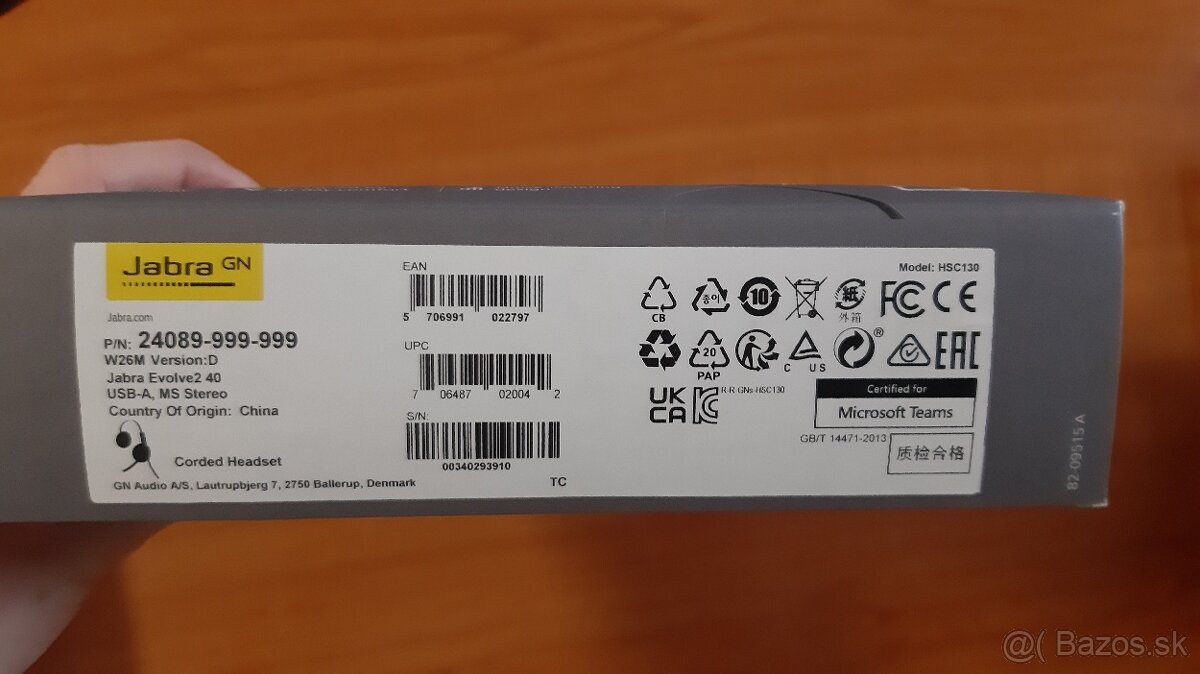 Jabra GN
Jabra.com
P/N: 24089-999-999
W26M Version:D
Jabra Evolve2 40
USB-A, MS Stereo
Country Of Origin: China
Corded Headset
GN Audio A/S, Lautrupbjerg 7, 2750 Ballerup, Denmark
EAN
5 706991 022797
UPC
7 06487 02004 2
S/N:
00340293910
TC
Model: HSC130
CB
종이
10
紙
外箱
FC
CE
20
PAP
C US
®
EAC
UK
CA
R-R-GNs-HSC130
Certified for
Microsoft Teams
GB/T 14471-2013
质检合格
82-09515 A
@( Bazos.sk